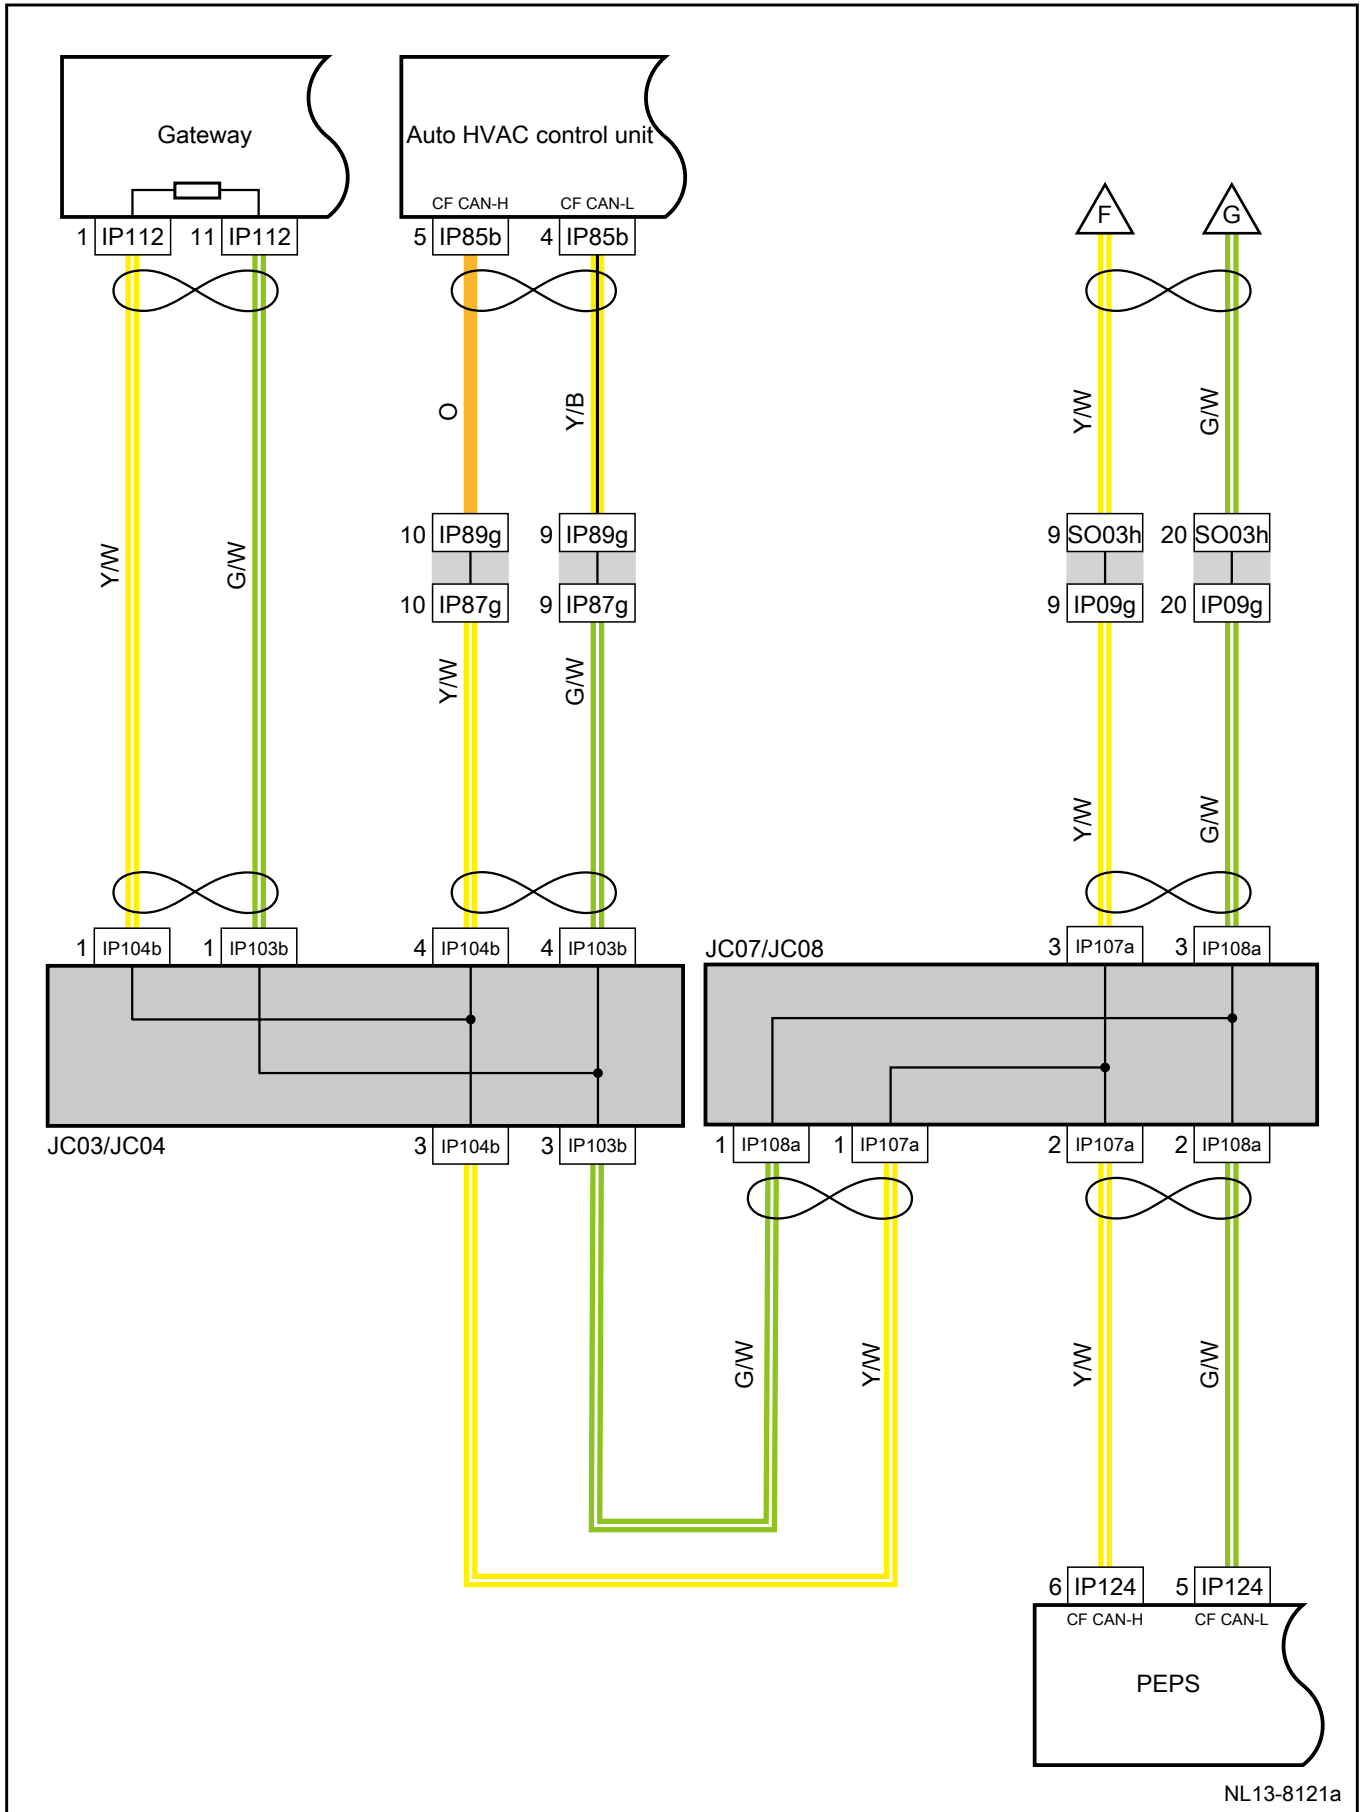 Gateway
Auto HVAC control unit
CF CAN-H CF CAN-L
F G
1 IP112 11 IP112 5 IP85b 4 IP85b
O Y/B Y/W G/W
10 IP89g 9 IP89g 9 SO03h 20 SO03h
Y/W G/W
10 IP87g 9 IP87g 9 IP09g 20 IP09g
Y/W G/W
Y/W G/W
1 IP104b 1 IP103b 4 IP104b 4 IP103b JC07/JC08 3 IP107a 3 IP108a
JC03/JC04 3 IP104b 3 IP103b 1 IP108a 1 IP107a 2 IP107a 2 IP108a
G/W Y/W Y/W G/W
6 IP124 5 IP124
CF CAN-H CF CAN-L
PEPS
NL13-8121a